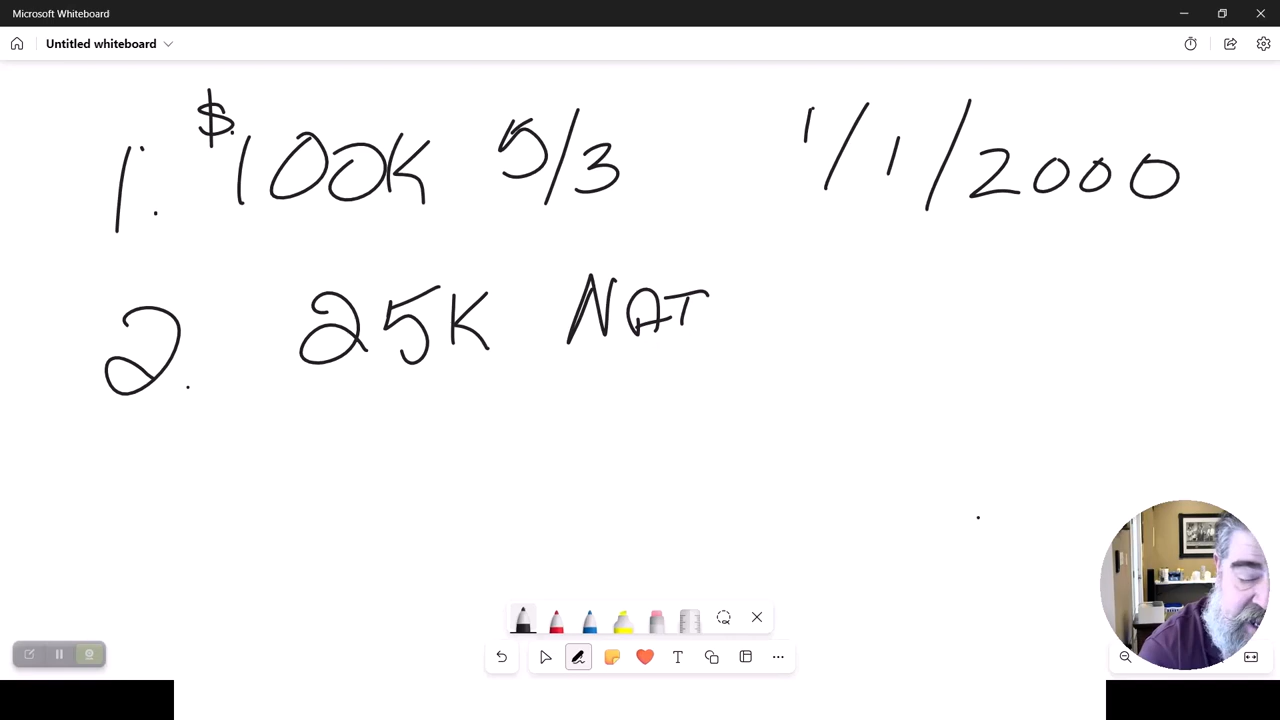 Microsoft Whiteboard
Untitled whiteboard
1. $100K 5/3 1/1/2000
2. 25K NAT